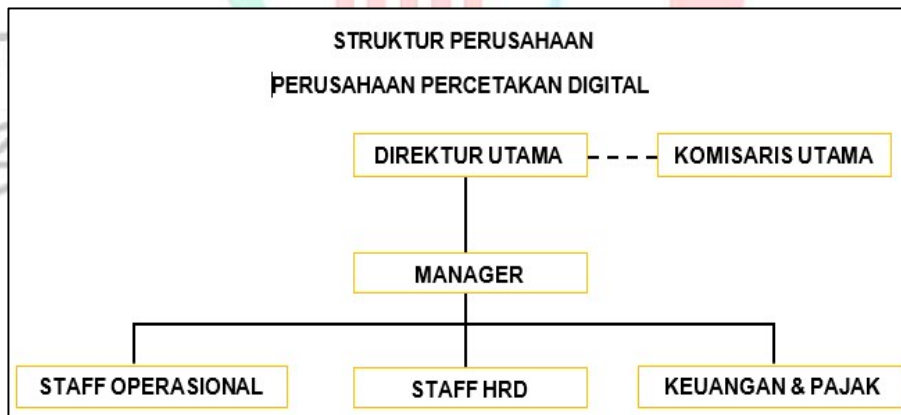 STRUKTUR PERUSAHAAN
PERUSAHAAN PERCETAKAN DIGITAL
DIREKTUR UTAMA
KOMISARIS UTAMA
MANAGER
STAFF OPERASIONAL
STAFF HRD
KEUANGAN & PAJAK